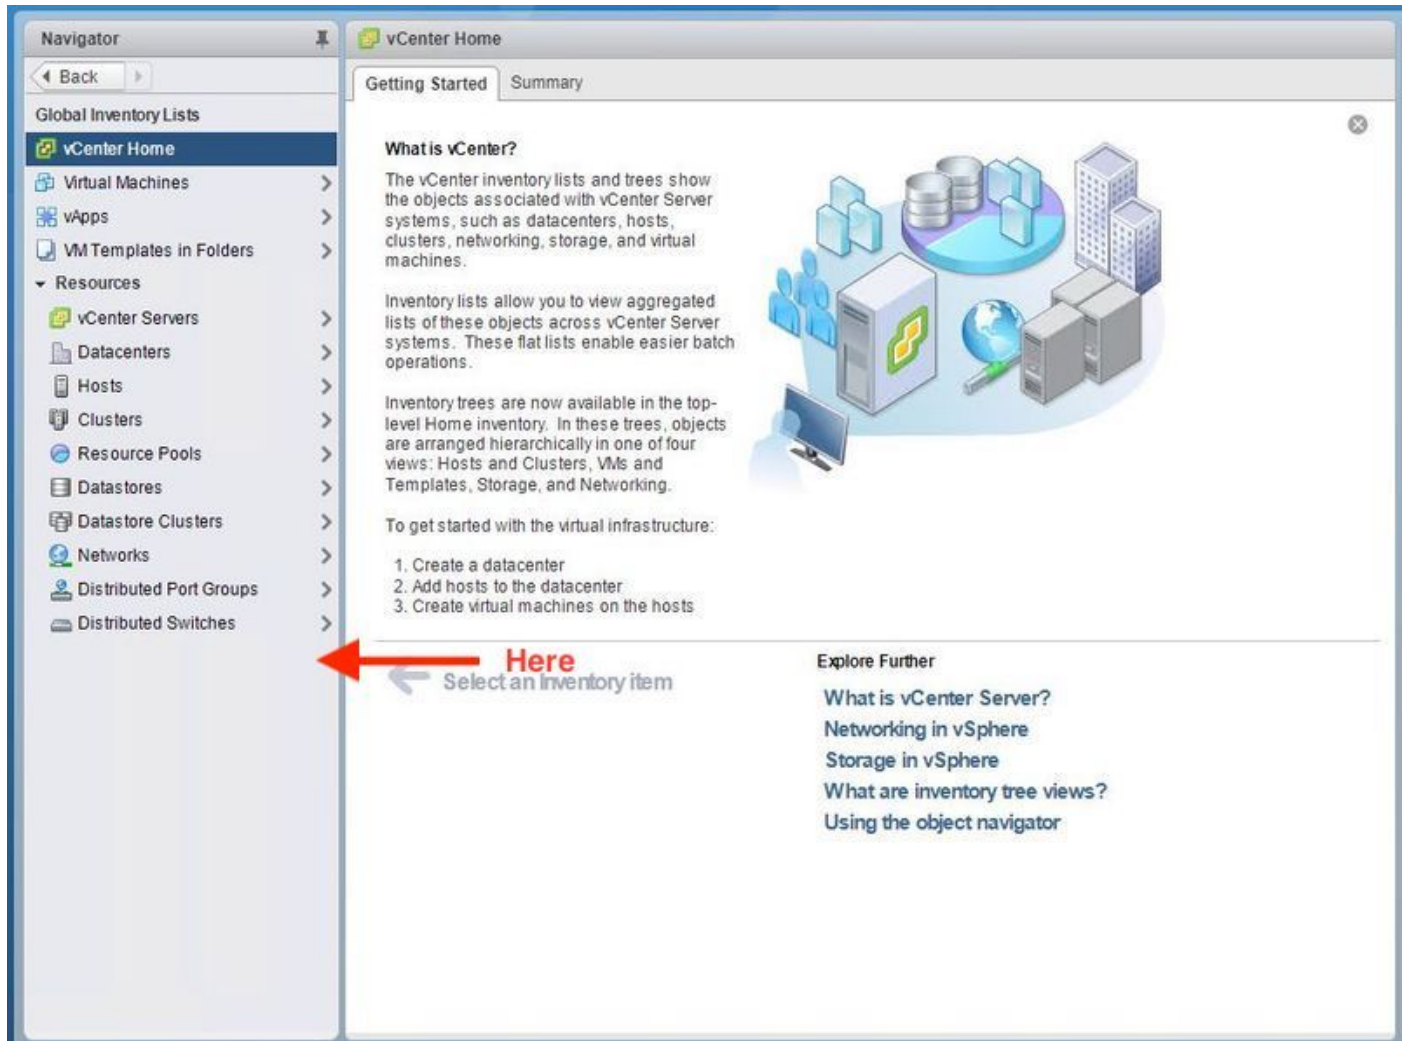 Navigator
Back
Global Inventory Lists
vCenter Home
Virtual Machines
vApps
VM Templates in Folders
Resources
vCenter Servers
Datacenters
Hosts
Clusters
Resource Pools
Datastores
Datastore Clusters
Networks
Distributed Port Groups
Distributed Switches
vCenter Home
Getting Started
Summary
What is vCenter?
The vCenter inventory lists and trees show
the objects associated with vCenter Server
systems, such as datacenters, hosts,
clusters, networking, storage, and virtual
machines.
Inventory lists allow you to view aggregated
lists of these objects across vCenter Server
systems. These flat lists enable easier batch
operations.
Inventory trees are now available in the top-
level Home inventory. In these trees, objects
are arranged hierarchically in one of four
views: Hosts and Clusters, VMs and
Templates, Storage, and Networking.
To get started with the virtual infrastructure:
1. Create a datacenter
2. Add hosts to the datacenter
3. Create virtual machines on the hosts
Here
Select an Inventory item
Explore Further
What is vCenter Server?
Networking in vSphere
Storage in vSphere
What are inventory tree views?
Using the object navigator